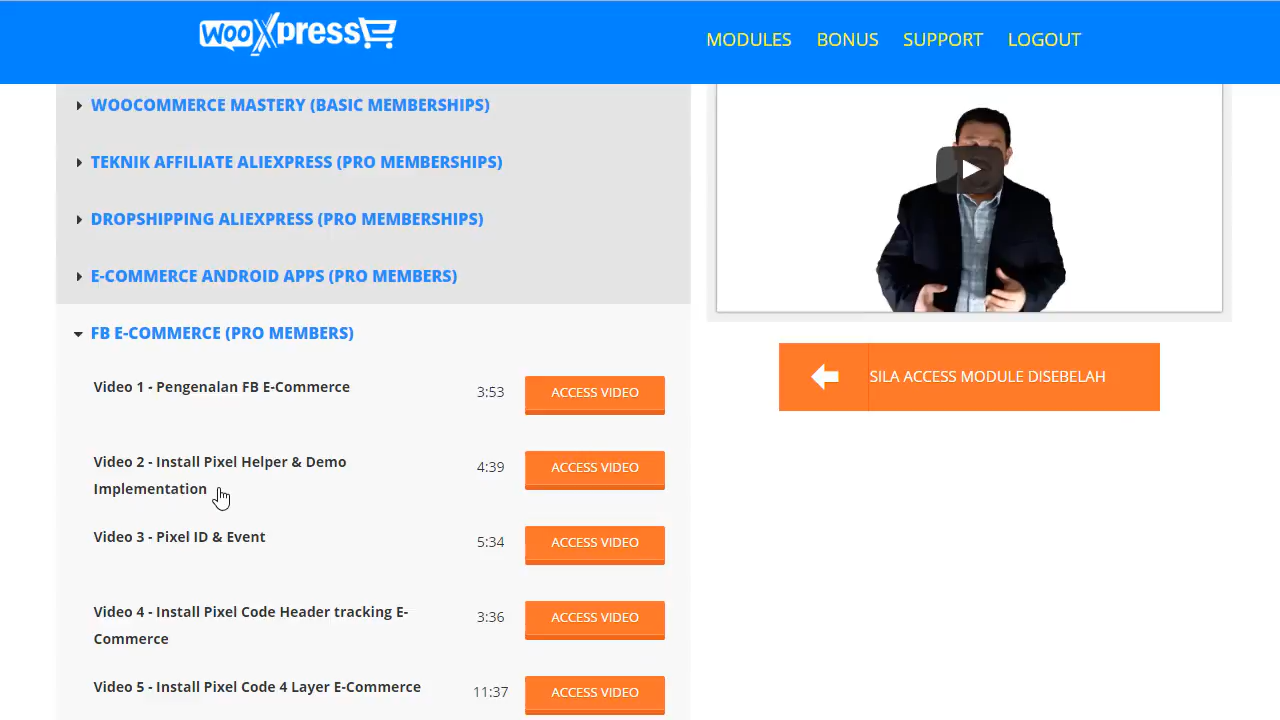 WOOXpress
MODULES BONUS SUPPORT LOGOUT
WOOCOMMERCE MASTERY (BASIC MEMBERSHIPS)
TEKNIK AFFILIATE ALIEXPRESS (PRO MEMBERSHIPS)
DROPSHIPPING ALIEXPRESS (PRO MEMBERSHIPS)
E-COMMERCE ANDROID APPS (PRO MEMBERS)
FB E-COMMERCE (PRO MEMBERS)
Video 1 - Pengenalan FB E-Commerce 3:53 ACCESS VIDEO
Video 2 - Install Pixel Helper & Demo 4:39 ACCESS VIDEO
Implementation
Video 3 - Pixel ID & Event 5:34 ACCESS VIDEO
Video 4 - Install Pixel Code Header tracking E- 3:36 ACCESS VIDEO
Commerce
Video 5 - Install Pixel Code 4 Layer E-Commerce 11:37 ACCESS VIDEO
SILA ACCESS MODULE DISEBELAH